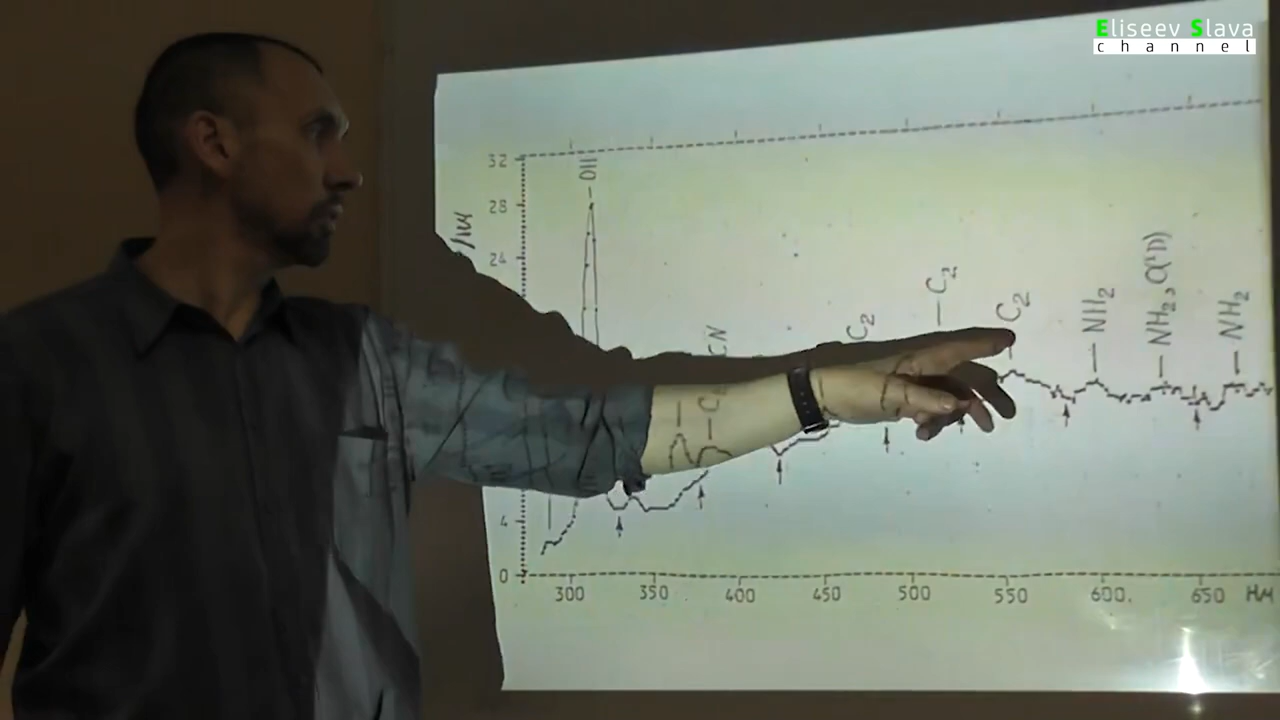 Eliseev Slava
channel
32
28
24
4
0
OH
CN
C2
C2
C2
NH2
NH2, O(¹D)
NH2
300 350 400 450 500 550 600. 650 нм